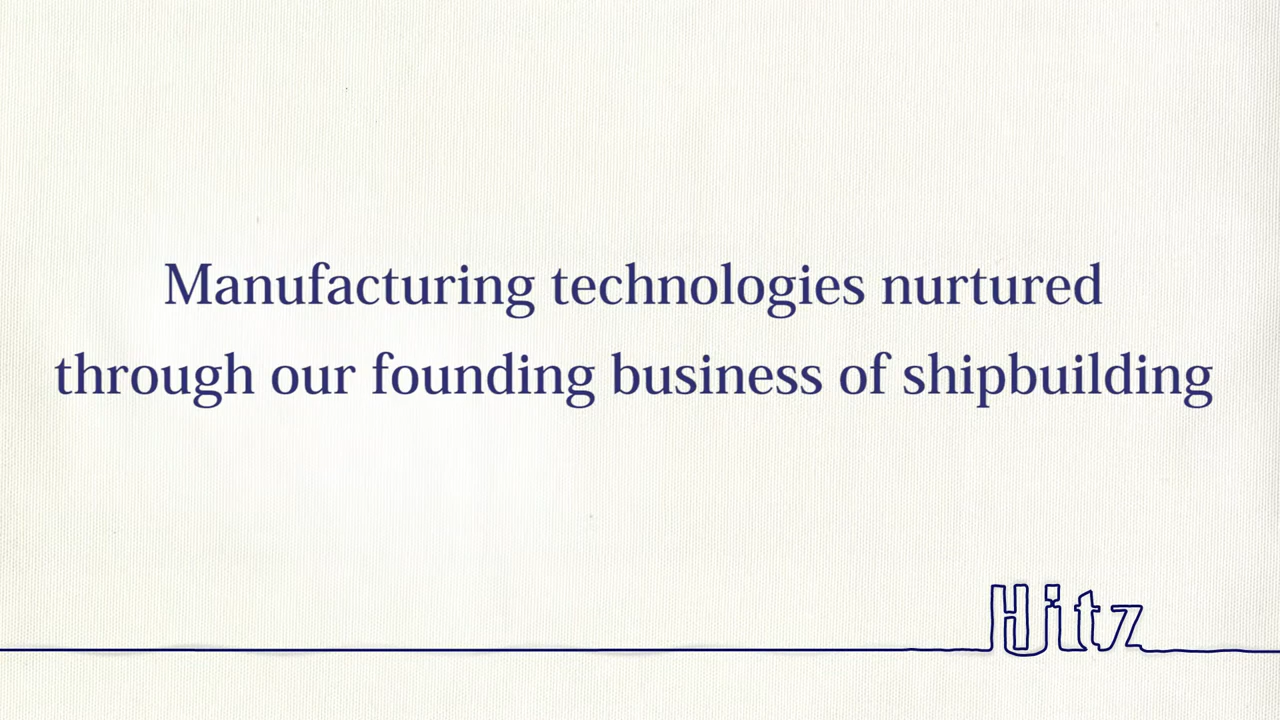 Manufacturing technologies nurtured
through our founding business of shipbuilding
Hitz